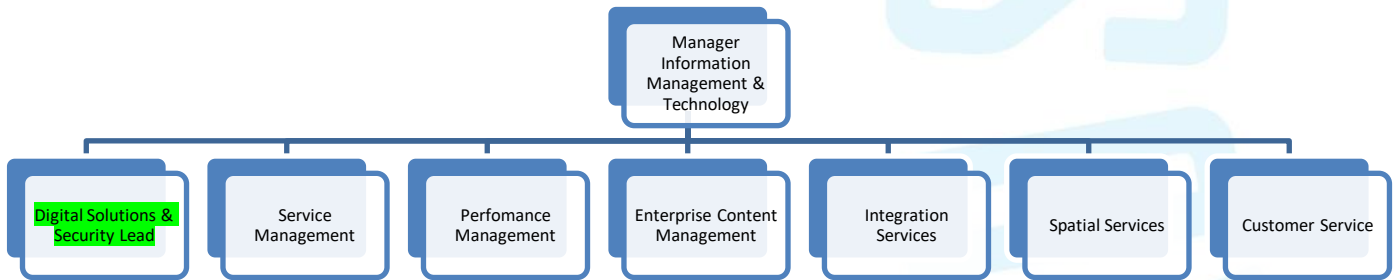 Manager
Information
Management &
Technology
Digital Solutions &
Security Lead
Service
Management
Perfomance
Management
Enterprise Content
Management
Integration
Services
Spatial Services
Customer Service